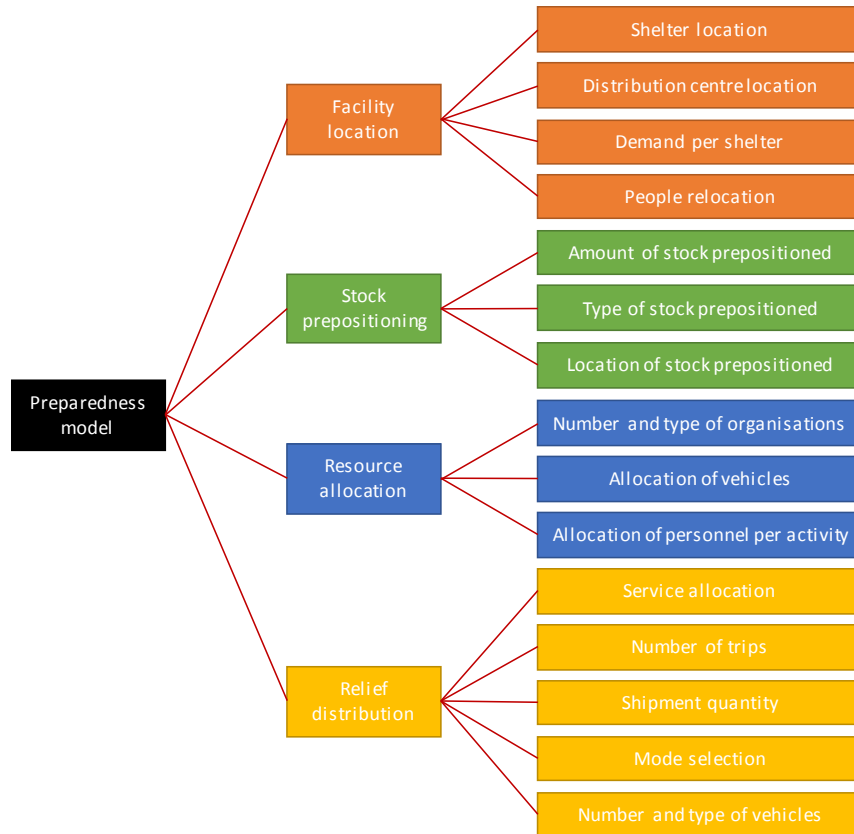 Preparedness
model
Facility
location
Shelter location
Distribution centre location
Demand per shelter
People relocation
Stock
prepositioning
Amount of stock prepositioned
Type of stock prepositioned
Location of stock prepositioned
Resource
allocation
Number and type of organisations
Allocation of vehicles
Allocation of personnel per activity
Relief
distribution
Service allocation
Number of trips
Shipment quantity
Mode selection
Number and type of vehicles